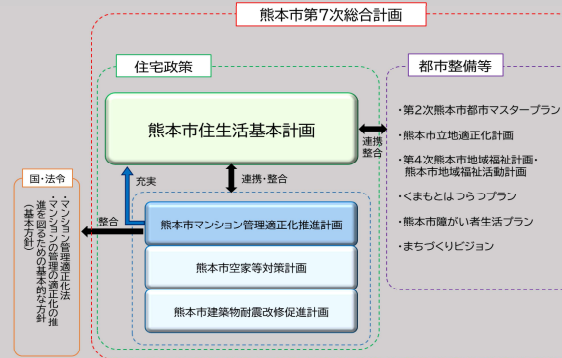 熊本市第7次総合計画
住宅政策
都市整備等
熊本市住生活基本計画
連携
整合
・第2次熊本市都市マスタープラン
・熊本市立地適正化計画
・第4次熊本市地域福祉計画・
熊本市地域福祉活動計画
・くまもとはつらつプラン
・熊本市障がい者生活プラン
・まちづくりビジョン
充実
連携・整合
国・法令
・マンション管理適正化法
・マンションの管理の適正化の推
進を図るための基本的な方針
（基本方針）
整合
熊本市マンション管理適正化推進計画
熊本市空家等対策計画
熊本市建築物耐震改修促進計画